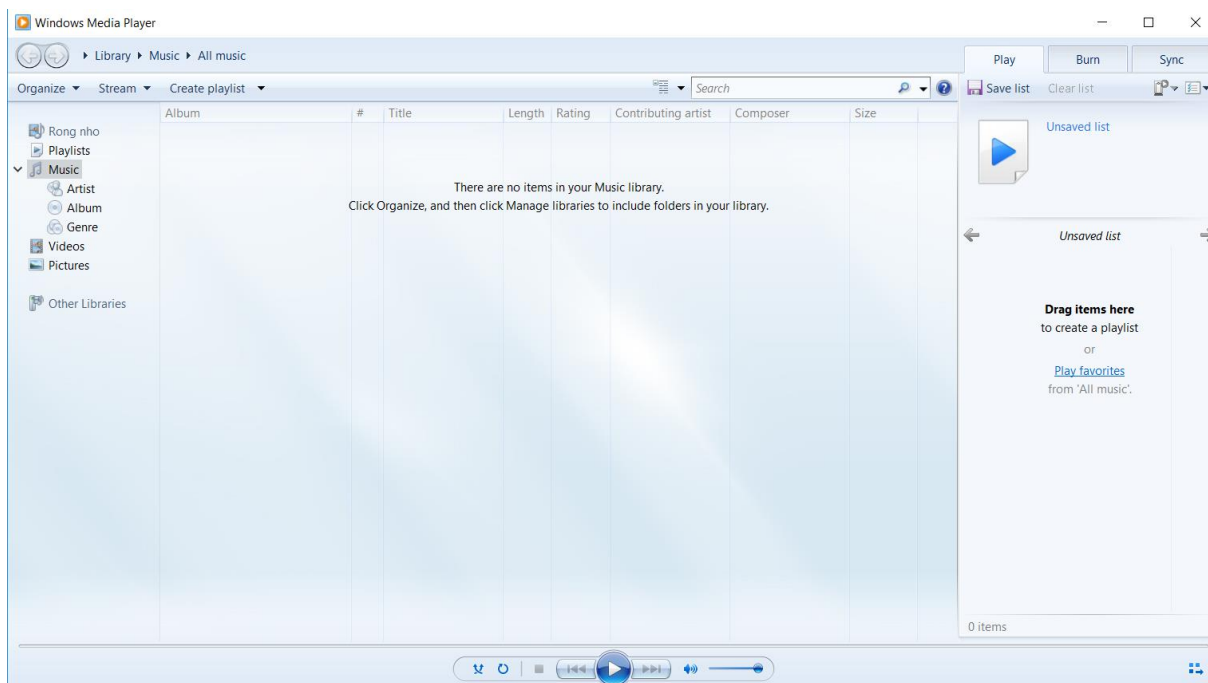 Windows Media Player
Library Music All music
Play Burn Sync
Organize Stream Create playlist Search Save list Clear list
Album # Title Length Rating Contributing artist Composer Size
Rong nho
Playlists
Music
Artist
Album
Genre
Videos
Pictures
Other Libraries
There are no items in your Music library.
Click Organize, and then click Manage libraries to include folders in your library.
Unsaved list
Unsaved list
Drag items here
to create a playlist
or
Play favorites
from 'All music'.
0 items